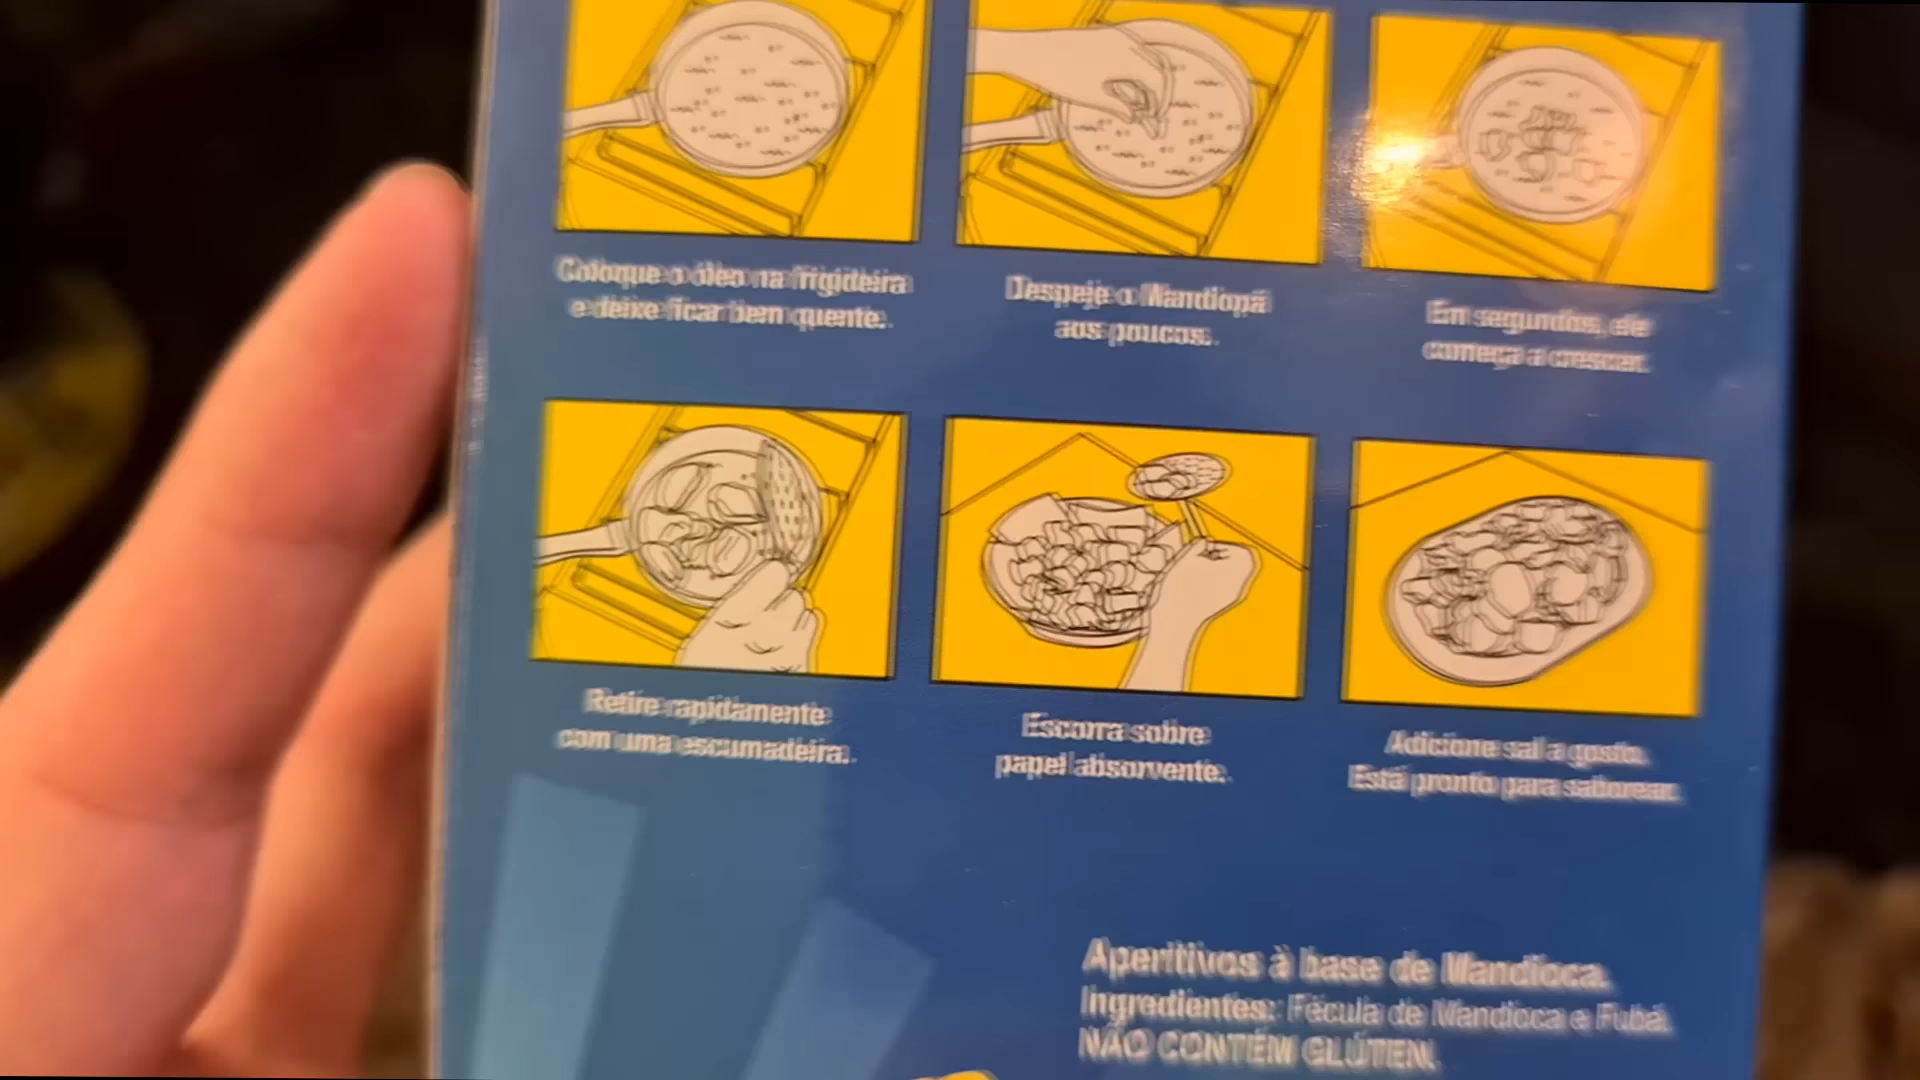 Coloque o óleo na frigideira
e deixe ficar bem quente.
Despeje o Mandiopã
aos poucos.
Em segundos, ele
começa a crescer.
Retire rapidamente
com uma escumadeira.
Escorra sobre
papel absorvente.
Adicione sal a gosto.
Está pronto para saborear.
Aperitivos à base de Mandioca.
Ingredientes: Fécula de Mandioca e Fubá.
NÃO CONTÉM GLÚTEN.